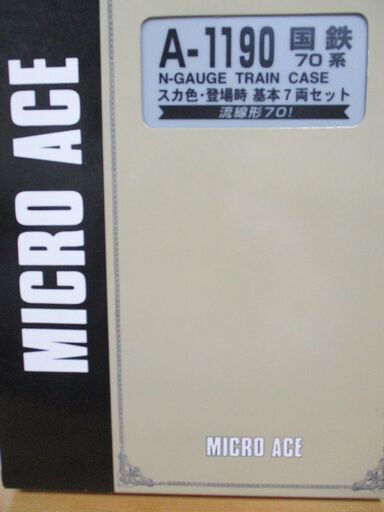 MICRO ACE
A-1190 国鉄
70系
N-GAUGE TRAIN CASE
スカ色・登場時 基本7両セット
流線形70!
MICRO ACE